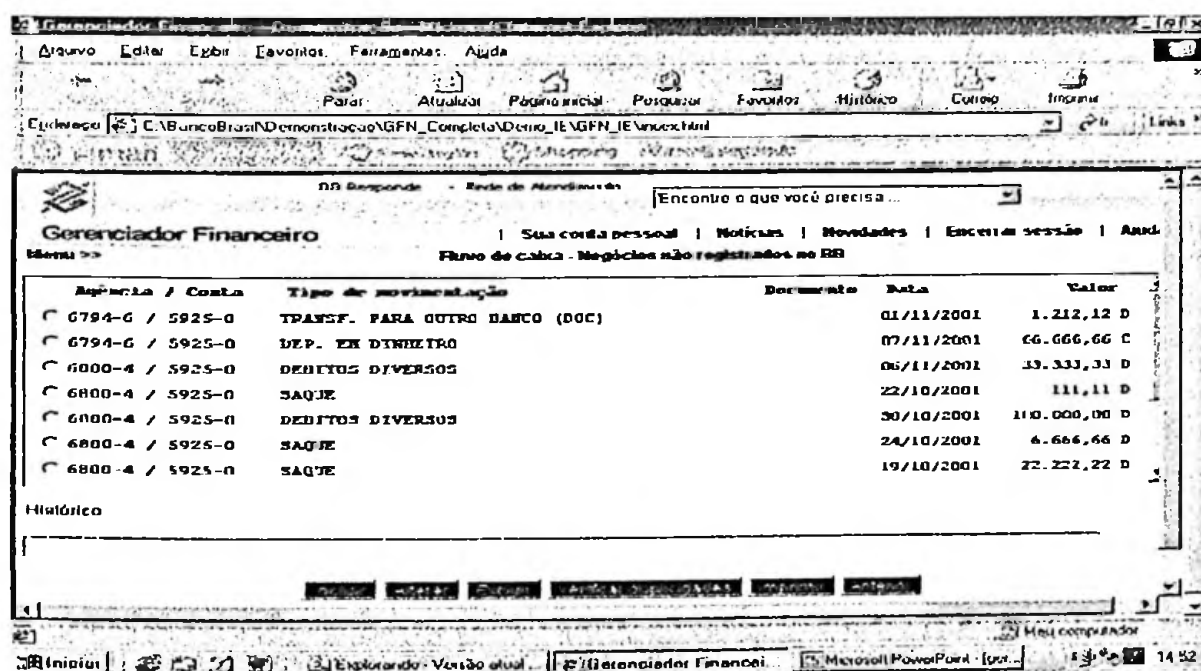 Gerenciador
Arquivo Editar Exibir Favoritos Ferramentas Ajuda
Parar Atualizar Página inicial Pesquisar Favoritos Histórico Correio Imprimir
Endereço C:\BancoBrasil\Demonstracao\GFN_Completa\Demo_IE\GFN_IE\index.html Ir Links
Shopping
BB Responde - Rede de Atendimento Encontre o que você precisa ...
Gerenciador Financeiro | Sua conta pessoal | Notícias | Novidades | Encerrar sessão | Ajud
Menu >> Fluxo de caixa - Negócios não registrados no BB
Agência / Conta Tipo de movimentação Documento Data Valor
6794-6 / 5925-0 TRANSF. PARA OUTRO BANCO (DOC) 01/11/2001 1.212,12 D
6794-6 / 5925-0 DEP. EM DINHEIRO 07/11/2001 66.666,66 C
6800-4 / 5925-0 DEBITOS DIVERSOS 06/11/2001 33.333,33 D
6800-4 / 5925-0 SAQUE 22/10/2001 111,11 D
6800-4 / 5925-0 DEBITOS DIVERSOS 30/10/2001 100.000,00 D
6800-4 / 5925-0 SAQUE 24/10/2001 6.666,66 D
6800-4 / 5925-0 SAQUE 19/10/2001 22.222,22 D
Histórico
Meu computador
Iniciar Explorando - Versão atual... Gerenciador Financei... Microsoft PowerPoint - [ger... 14:52